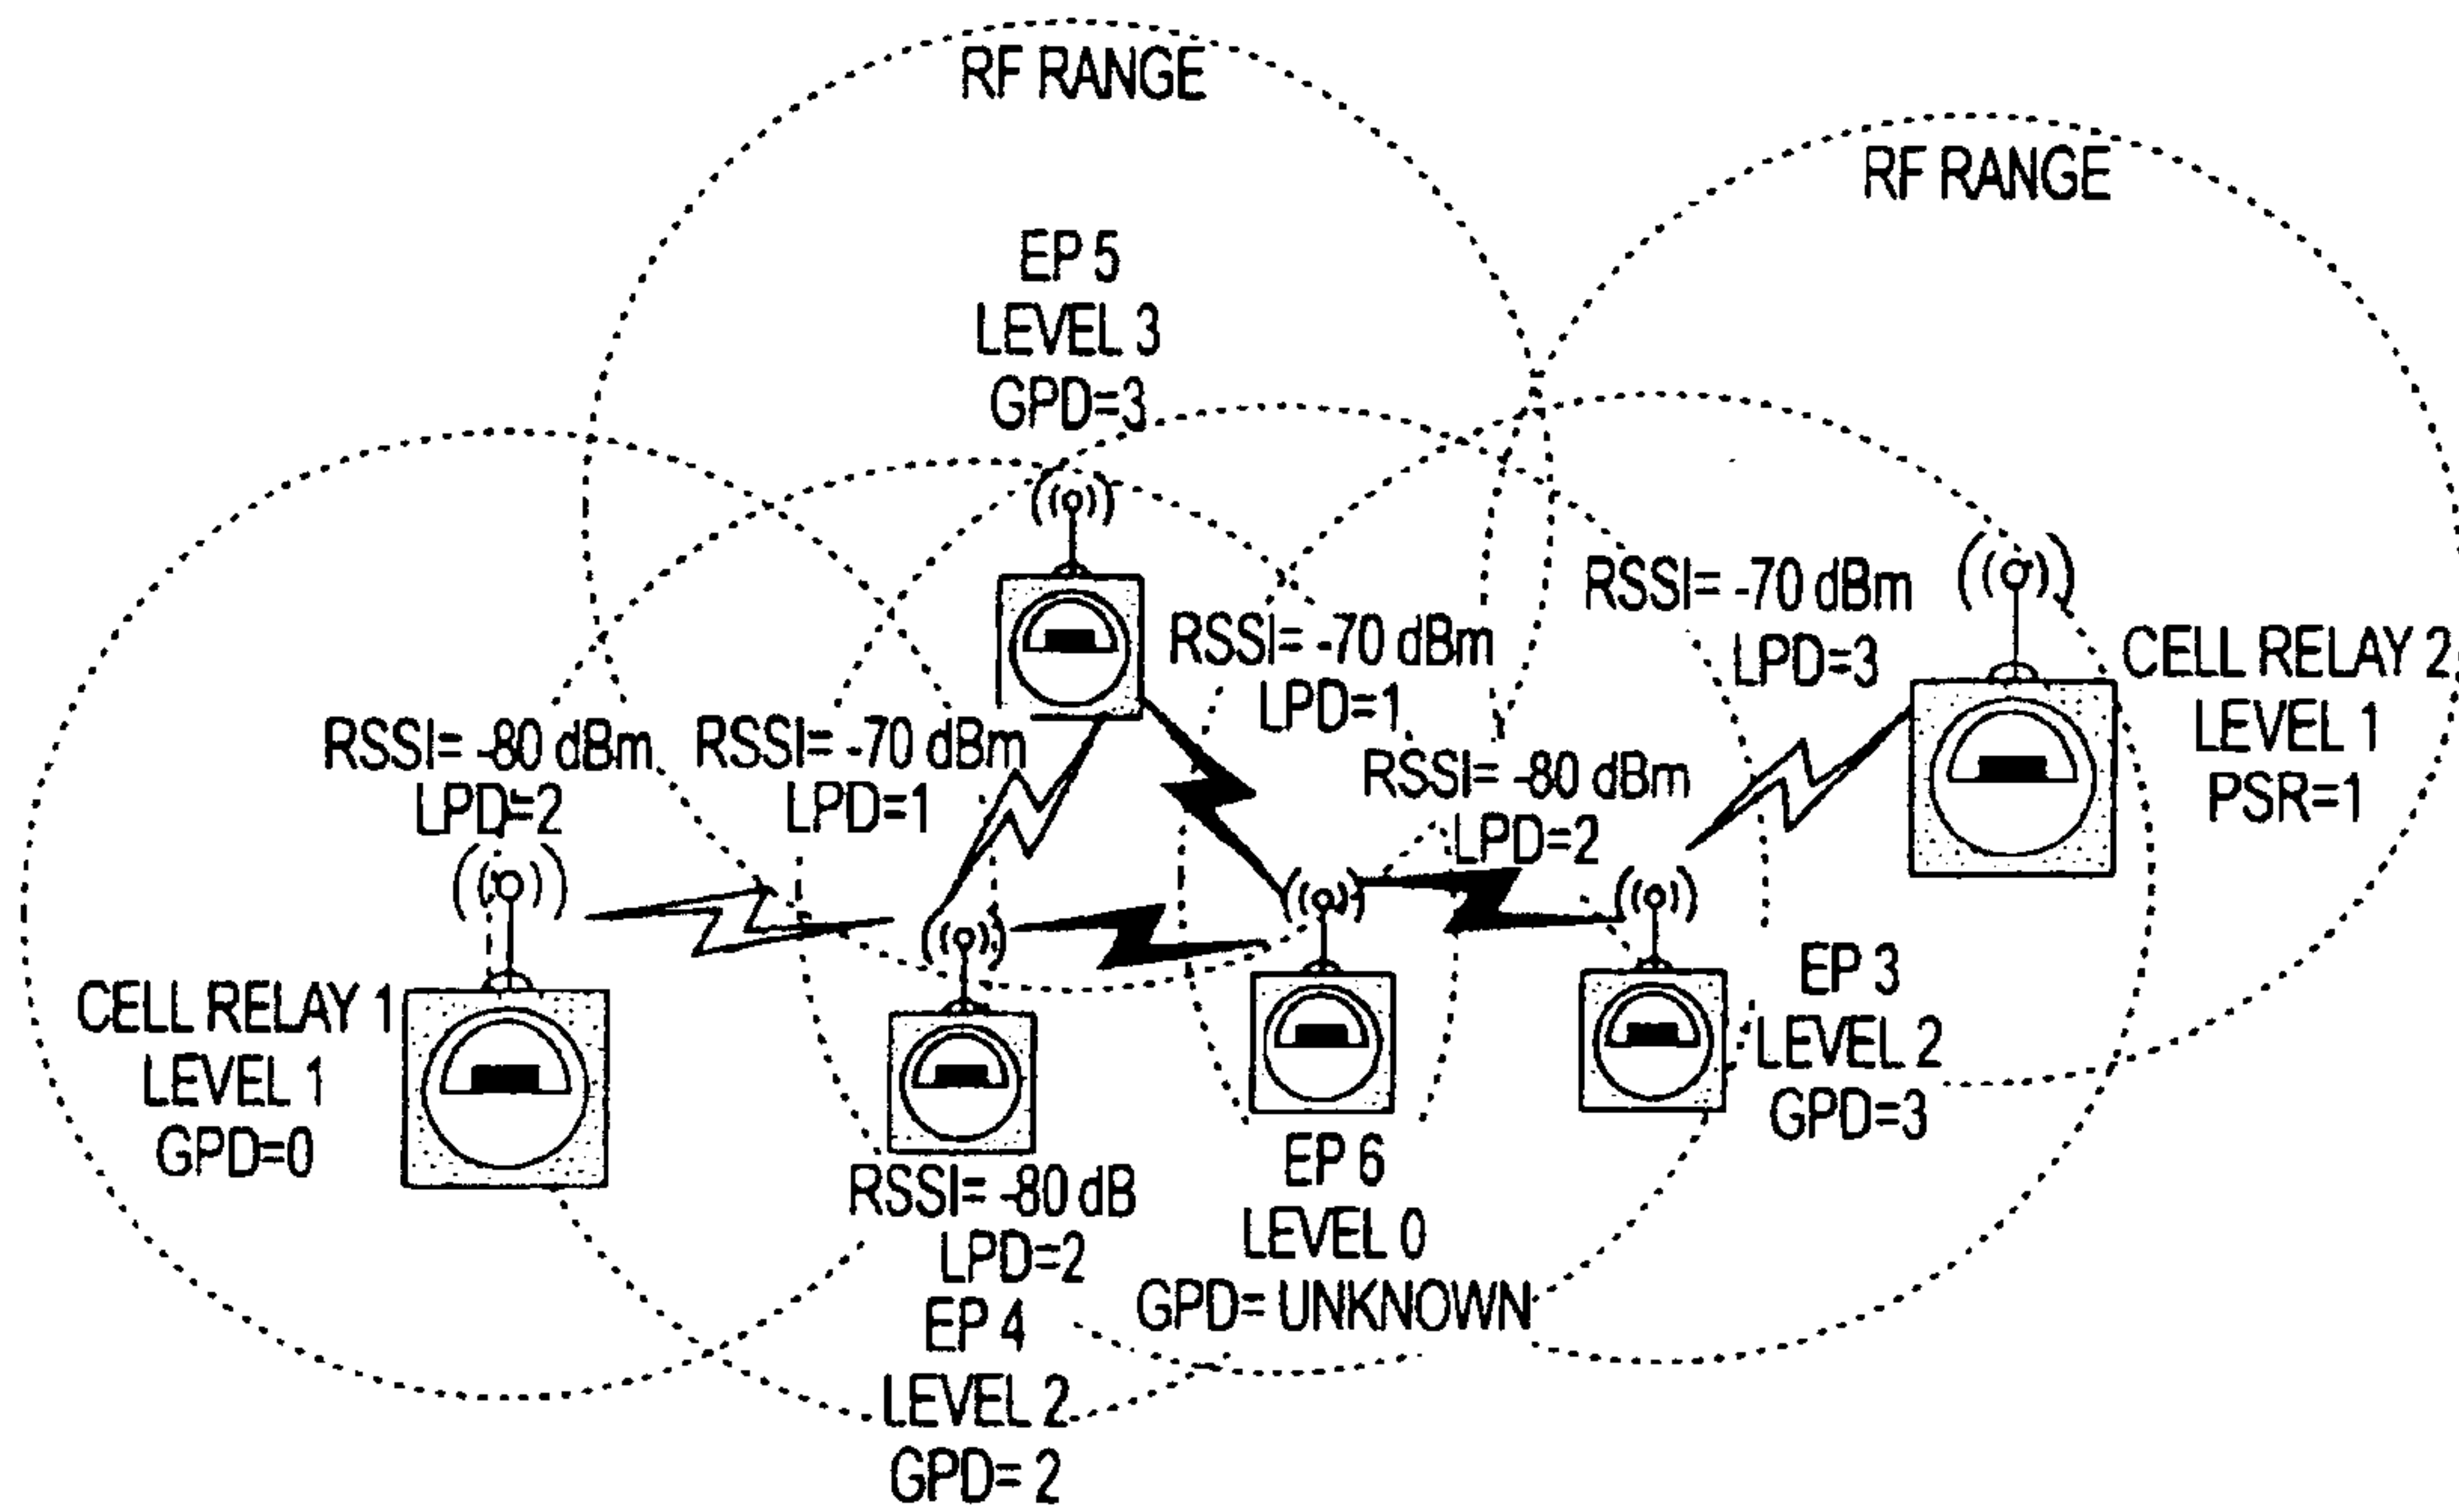 RF RANGE
RF RANGE
EP 5
LEVEL 3
GPD=3
RSSI= -70 dBm
LPD=3
RSSI= -70 dBm
LPD=1
CELL RELAY 2
LEVEL 1
PSR=1
RSSI= -80 dBm
LPD=2
RSSI= -70 dBm
LPD=1
RSSI= -80 dBm
LPD=2
CELL RELAY 1
LEVEL 1
GPD=0
EP 3
LEVEL 2
GPD=3
RSSI= -80 dB
LPD=2
EP 4
LEVEL 2
GPD= 2
EP 6
LEVEL 0
GPD= UNKNOWN